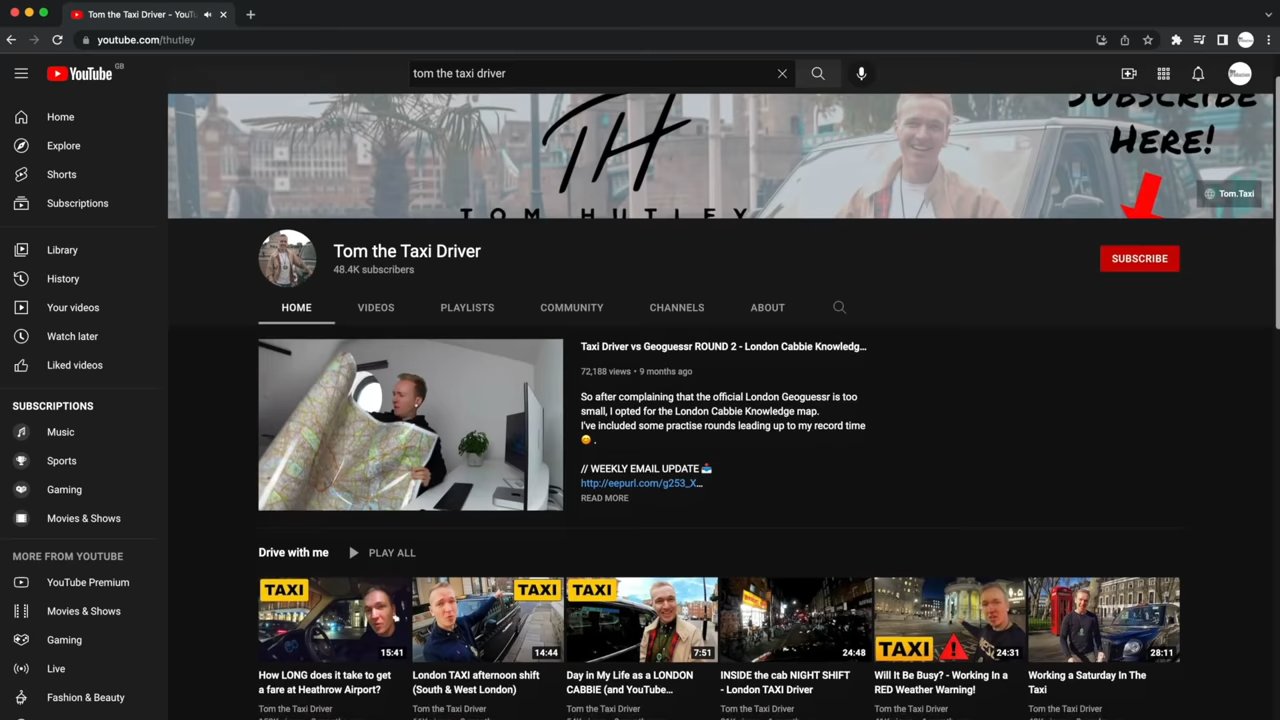 Tom the Taxi Driver - YouTu
youtube.com/thutley
YouTube GB
tom the taxi driver
Home
Explore
Shorts
Subscriptions
Library
History
Your videos
Watch later
Liked videos
SUBSCRIPTIONS
Music
Sports
Gaming
Movies & Shows
MORE FROM YOUTUBE
YouTube Premium
Movies & Shows
Gaming
Live
Fashion & Beauty
TH
TOM HUTLEY
SUBSCRIBE
HERE!
Tom.Taxi
Tom the Taxi Driver
48.4K subscribers
SUBSCRIBE
HOME VIDEOS PLAYLISTS COMMUNITY CHANNELS ABOUT
Taxi Driver vs Geoguessr ROUND 2 - London Cabbie Knowledg...
72,188 views • 9 months ago
So after complaining that the official London Geoguessr is too
small, I opted for the London Cabbie Knowledge map.
I've included some practise rounds leading up to my record time
😊 .
// WEEKLY EMAIL UPDATE 📩
http://eepurl.com/g253_X...
READ MORE
Drive with me PLAY ALL
TAXI
15:41
How LONG does it take to get
a fare at Heathrow Airport?
Tom the Taxi Driver
TAXI
14:44
London TAXI afternoon shift
(South & West London)
Tom the Taxi Driver
TAXI
7:51
Day in My Life as a LONDON
CABBIE (and YouTube...
Tom the Taxi Driver
24:48
INSIDE the cab NIGHT SHIFT
- London TAXI Driver
Tom the Taxi Driver
TAXI
24:31
Will It Be Busy? - Working In a
RED Weather Warning!
Tom the Taxi Driver
28:11
Working a Saturday In The
Taxi
Tom the Taxi Driver